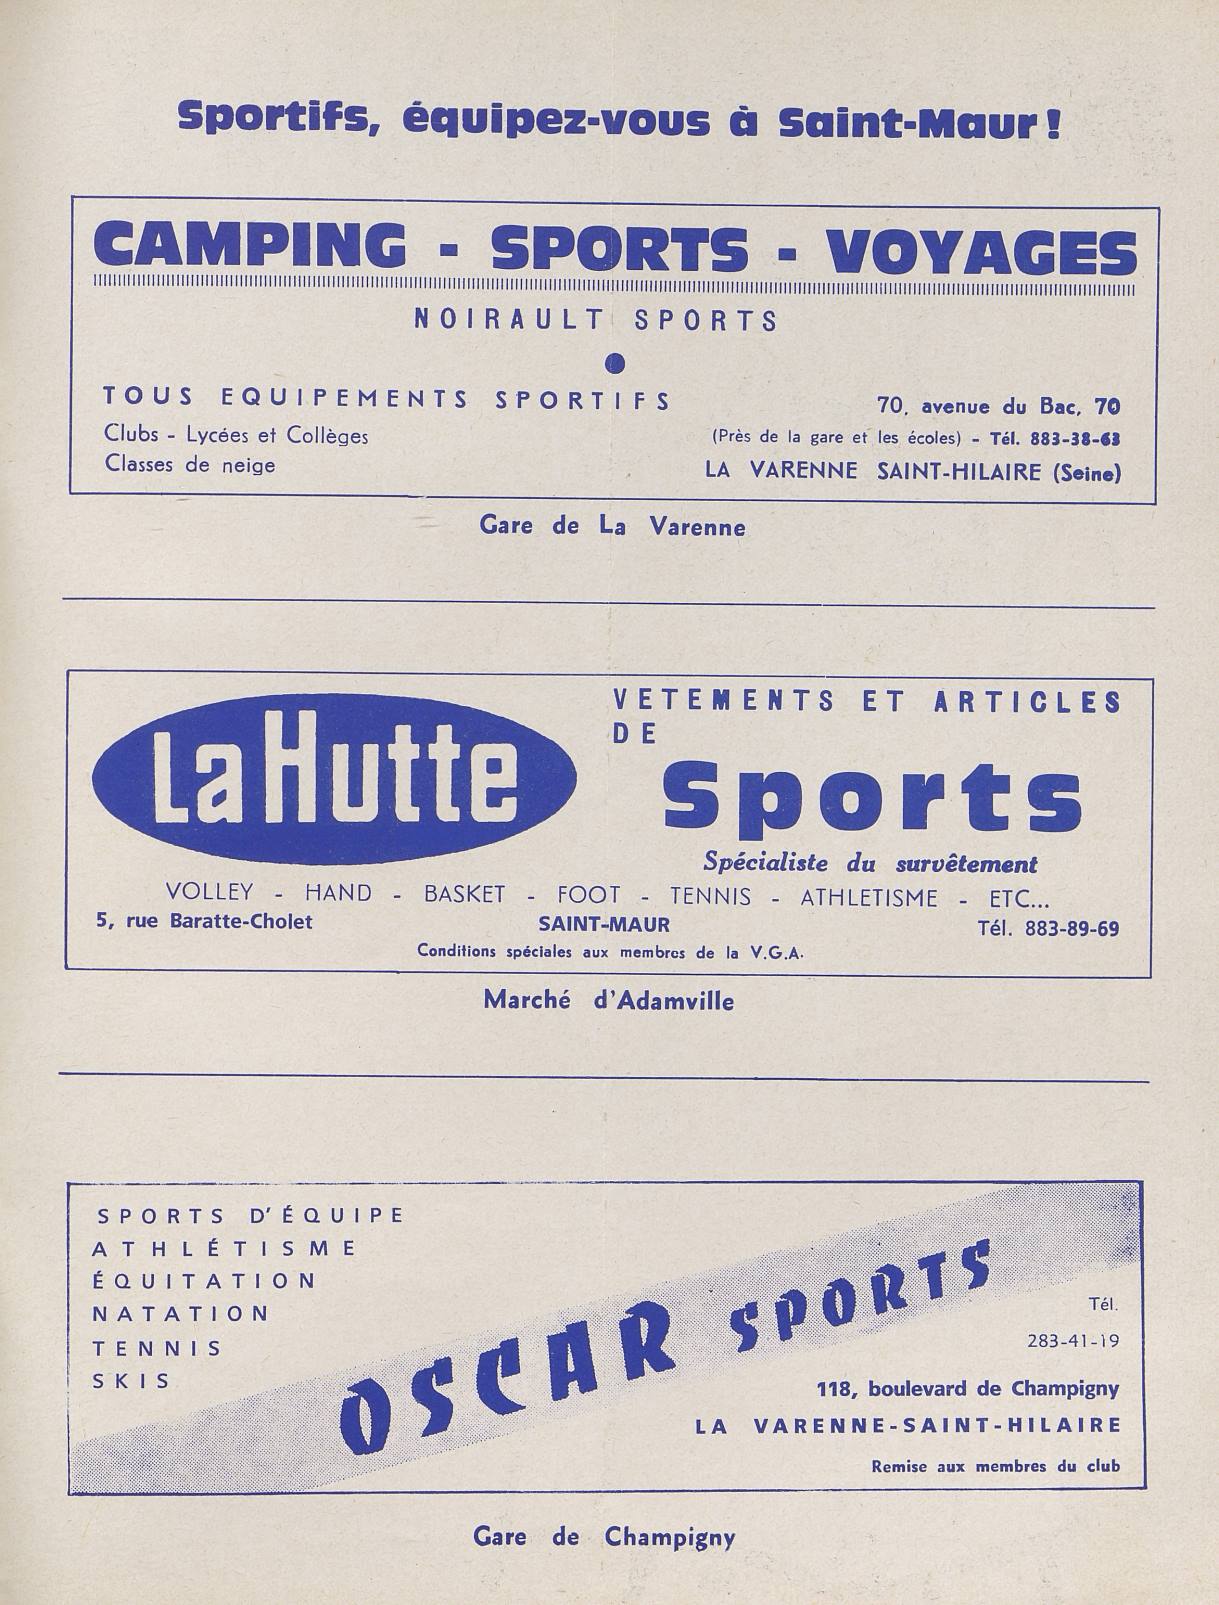 Sportifs, équipez-vous à Saint-Maur !
CAMPING - SPORTS - VOYAGES
NOIRAULT SPORTS
TOUS EQUIPEMENTS SPORTIFS
Clubs - Lycées et Collèges
Classes de neige
70, avenue du Bac, 70
(Près de la gare et les écoles) - Tél. 883-38-63
LA VARENNE SAINT-HILAIRE (Seine)
Gare de La Varenne
La Hutte
VETEMENTS ET ARTICLES
DE
Sports
Spécialiste du survêtement
VOLLEY - HAND - BASKET - FOOT - TENNIS - ATHLETISME - ETC...
5, rue Baratte-Cholet SAINT-MAUR Tél. 883-89-69
Conditions spéciales aux membres de la V.G.A.
Marché d'Adamville
SPORTS D'ÉQUIPE
ATHLÉTISME
ÉQUITATION
NATATION
TENNIS
SKIS
OSCAR SPORTS
Tél.
283-41-19
118, boulevard de Champigny
LA VARENNE-SAINT-HILAIRE
Remise aux membres du club
Gare de Champigny